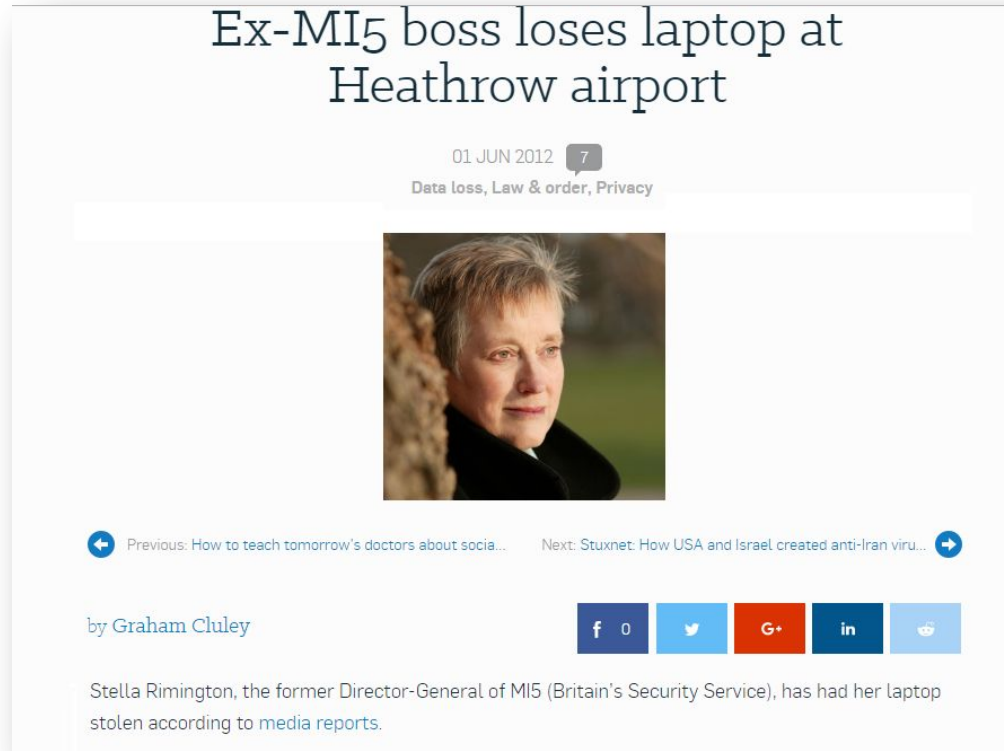 Ex-MI5 boss loses laptop at
Heathrow airport
01 JUN 2012 7
Data loss, Law & order, Privacy
Previous: How to teach tomorrow's doctors about socia... Next: Stuxnet: How USA and Israel created anti-Iran viru...
by Graham Cluley
f 0 G+ in
Stella Rimington, the former Director-General of MI5 (Britain's Security Service), has had her laptop
stolen according to media reports.